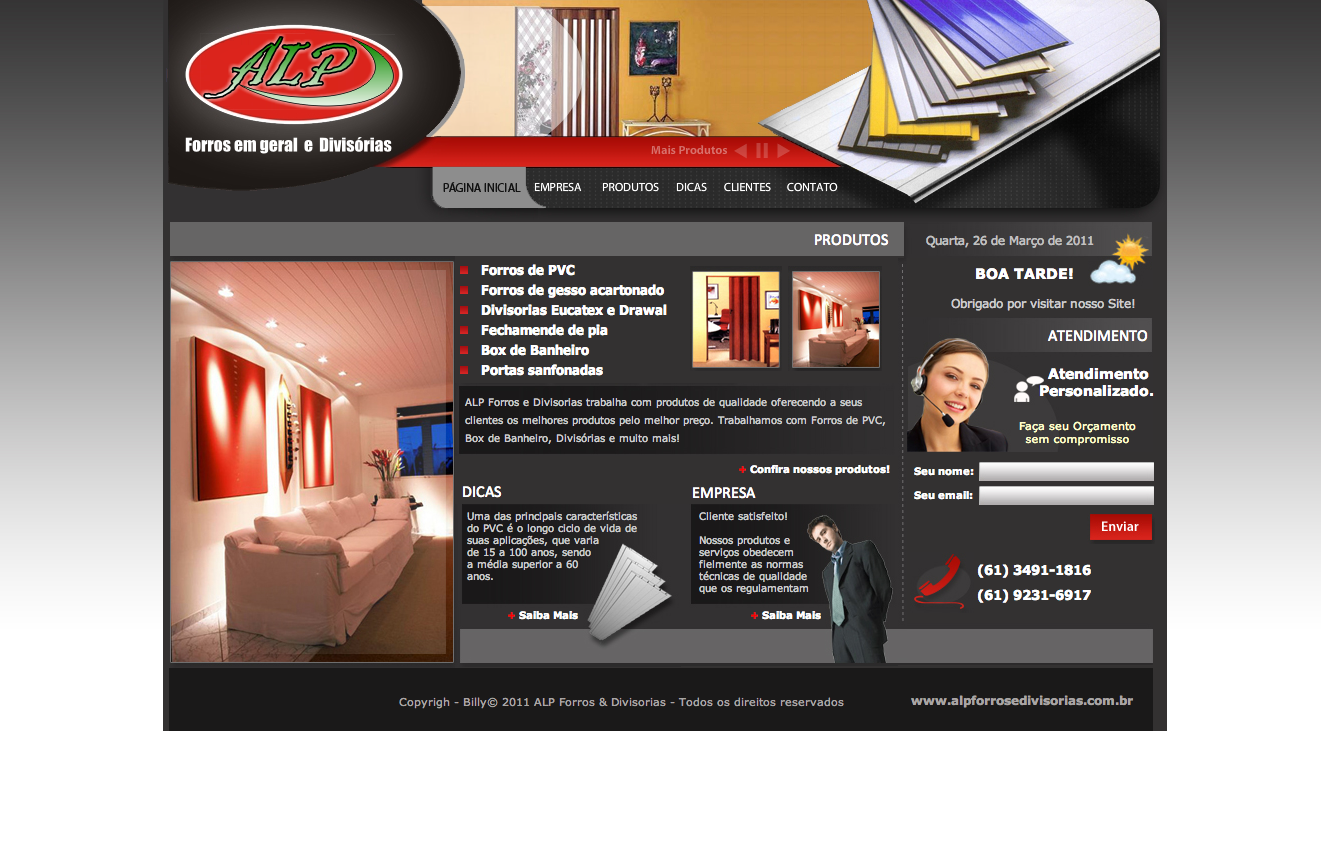 ALP
Forros em geral e Divisórias
Mais Produtos
PÁGINA INICIAL EMPRESA PRODUTOS DICAS CLIENTES CONTATO
PRODUTOS
Forros de PVC
Forros de gesso acartonado
Divisorias Eucatex e Drawal
Fechamende de pia
Box de Banheiro
Portas sanfonadas
ALP Forros e Divisorias trabalha com produtos de qualidade oferecendo a seus
clientes os melhores produtos pelo melhor preço. Trabalhamos com Forros de PVC,
Box de Banheiro, Divisórias e muito mais!
Confira nossos produtos!
DICAS
Uma das principais características
do PVC é o longo ciclo de vida de
suas aplicações, que varia
de 15 a 100 anos, sendo
a média superior a 60
anos.
Saiba Mais
EMPRESA
Cliente satisfeito!
Nossos produtos e
serviços obedecem
fielmente as normas
técnicas de qualidade
que os regulamentam
Saiba Mais
Quarta, 26 de Março de 2011
BOA TARDE!
Obrigado por visitar nosso Site!
ATENDIMENTO
Atendimento
Personalizado.
Faça seu Orçamento
sem compromisso
Seu nome:
Seu email:
Enviar
(61) 3491-1816
(61) 9231-6917
Copyrigh - Billy© 2011 ALP Forros & Divisorias - Todos os direitos reservados
www.alpforrosedivisorias.com.br